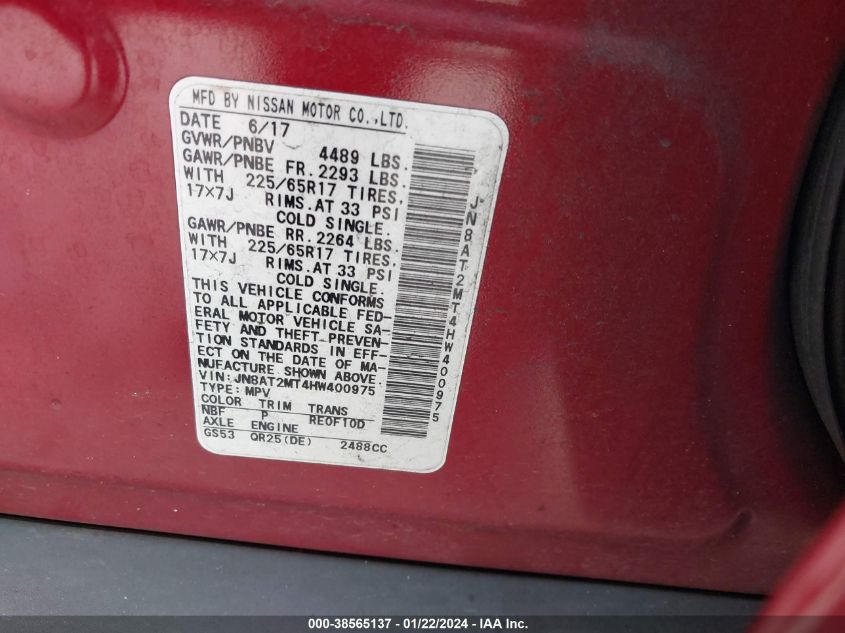 MFD BY NISSAN MOTOR CO.,LTD.
DATE 6/17
GVWR/PNBV 4489 LBS.
GAWR/PNBE FR. 2293 LBS.
WITH 225/65R17 TIRES.
17×7J RIMS. AT 33 PSI
COLD SINGLE.
GAWR/PNBE RR. 2264 LBS.
WITH 225/65R17 TIRES.
17×7J RIMS. AT 33 PSI
COLD SINGLE.
THIS VEHICLE CONFORMS
TO ALL APPLICABLE FED-
ERAL MOTOR VEHICLE SA-
FETY AND THEFT-PREVEN-
TION STANDARDS IN EFF-
ECT ON THE DATE OF MA-
NUFACTURE SHOWN ABOVE.
VIN: JN8AT2MT4HW400975
TYPE: MPV
COLOR TRIM TRANS
NBF P RE0F10D
AXLE ENGINE
GS53 QR25(DE) 2488CC
JN8AT2MT4HW400975
000-38565137 - 01/22/2024 - IAA Inc.